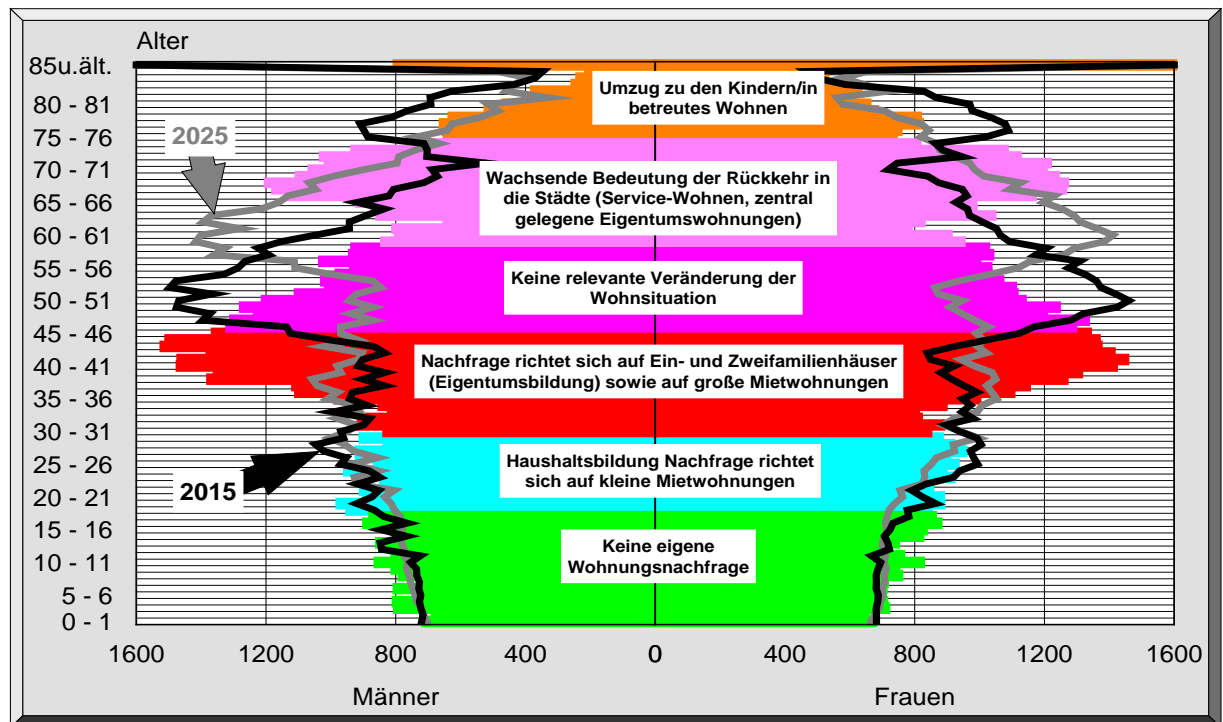 Alter
85u.ält.
80 - 81
75 - 76
70 - 71
65 - 66
60 - 61
55 - 56
50 - 51
45 - 46
40 - 41
35 - 36
30 - 31
25 - 26
20 - 21
15 - 16
10 - 11
5 - 6
0 - 1
2025
2015
Umzug zu den Kindern/in
betreutes Wohnen
Wachsende Bedeutung der Rückkehr in
die Städte (Service-Wohnen, zentral
gelegene Eigentumswohnungen)
Keine relevante Veränderung der
Wohnsituation
Nachfrage richtet sich auf Ein- und Zweifamilienhäuser
(Eigentumsbildung) sowie auf große Mietwohnungen
Haushaltsbildung Nachfrage richtet
sich auf kleine Mietwohnungen
Keine eigene
Wohnungsnachfrage
1600 1200 800 400 0 400 800 1200 1600
Männer Frauen